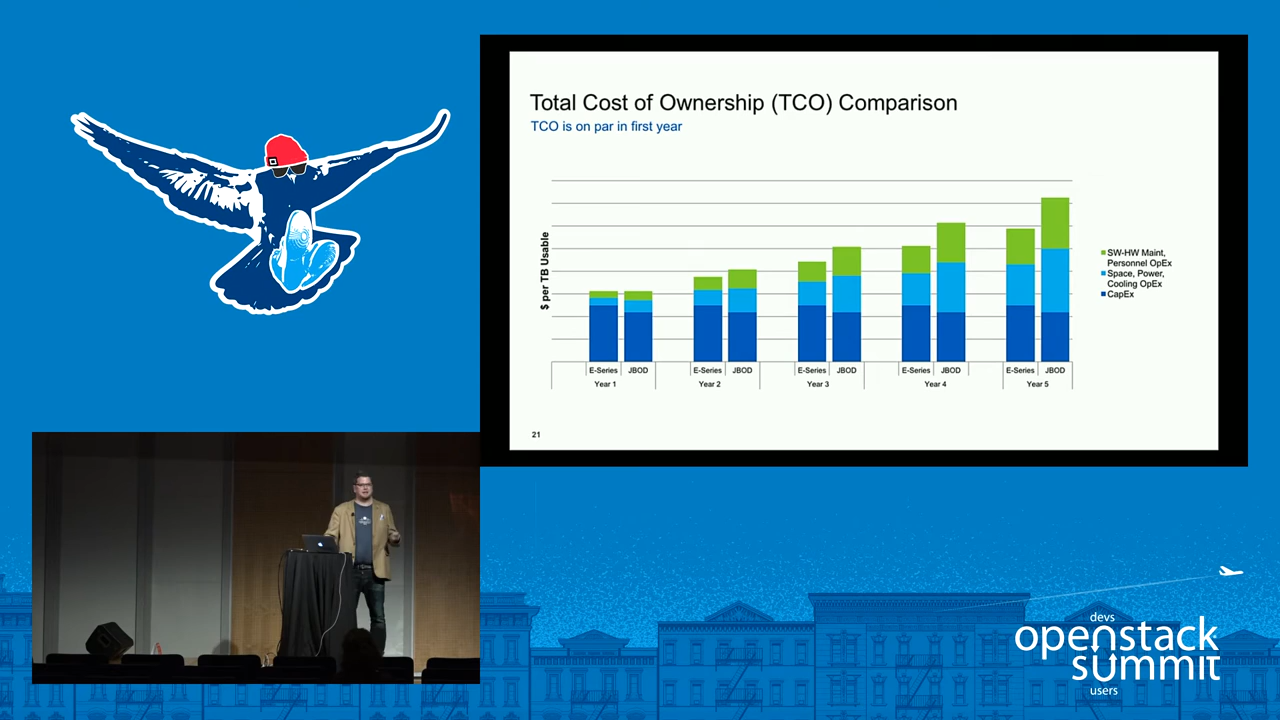 Total Cost of Ownership (TCO) Comparison
TCO is on par in first year
$ per TB Usable
SW-HW Maint,
Personnel OpEx
Space, Power,
Cooling OpEx
CapEx
E-Series JBOD E-Series JBOD E-Series JBOD E-Series JBOD E-Series JBOD
Year 1 Year 2 Year 3 Year 4 Year 5
21
devs
openstack
summit
users